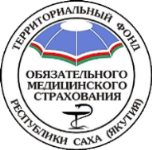 ТЕРРИТОРИАЛЬНЫЙ ФОНД
ОБЯЗАТЕЛЬНОГО
МЕДИЦИНСКОГО
СТРАХОВАНИЯ
РЕСПУБЛИКИ САХА (ЯКУТИЯ)